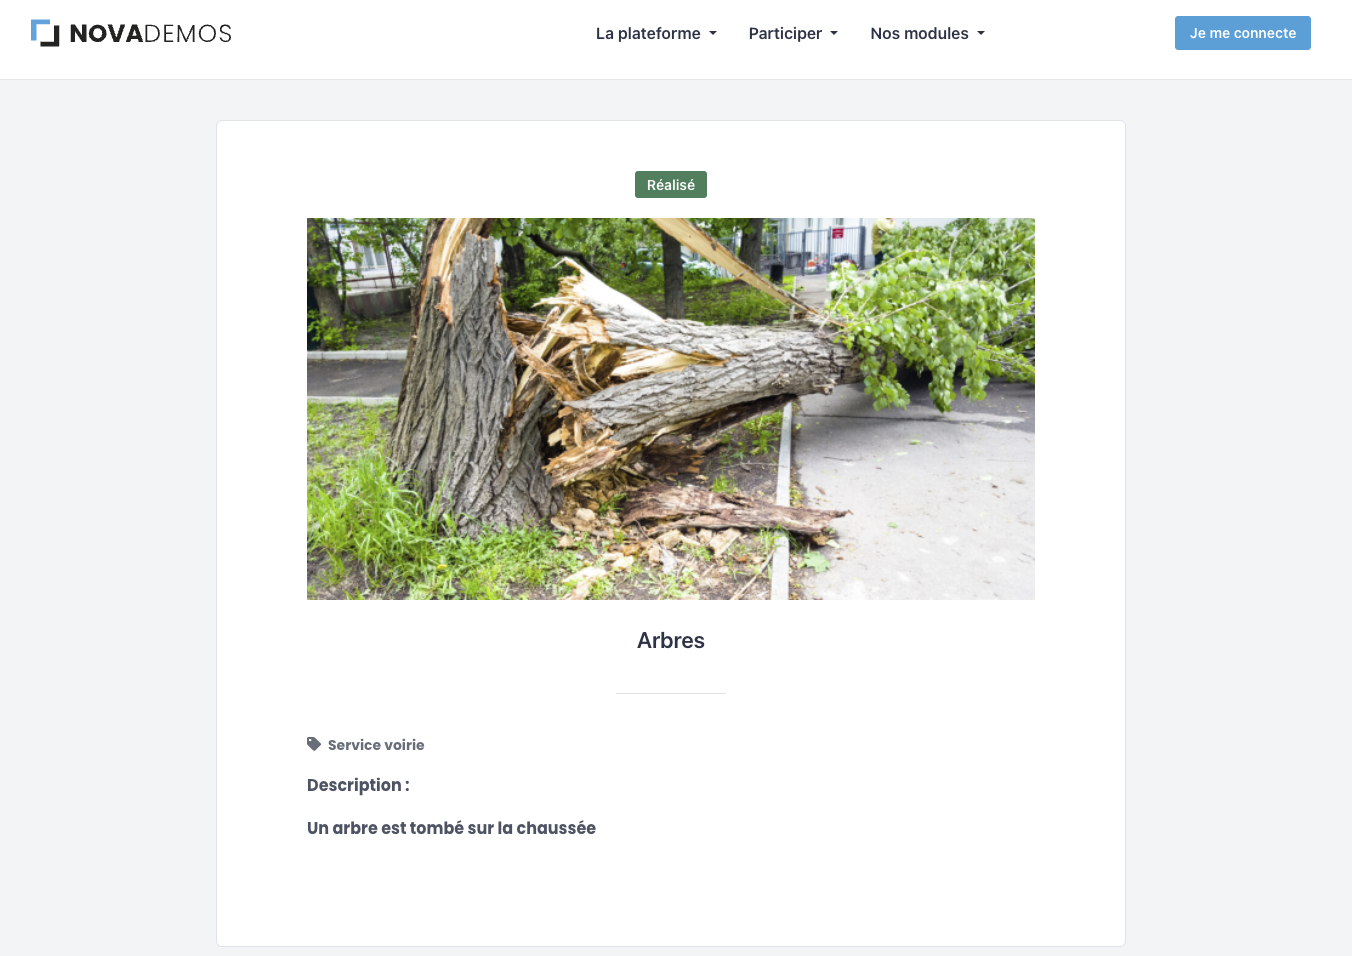 NOVADEMOS
La plateforme
Participer
Nos modules
Je me connecte
Réalisé
Arbres
Service voirie
Description :
Un arbre est tombé sur la chaussée